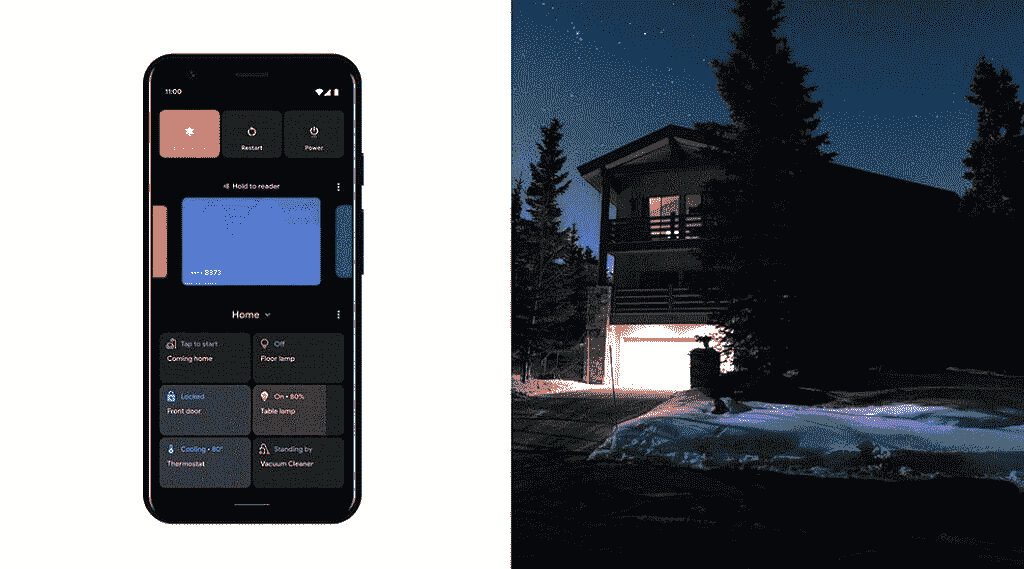 11:00
Restart
Power
Hold to reader
•••• 8373
Home
Tap to start
Coming home
Off
Floor lamp
Locked
Front door
On • 80%
Table lamp
Cooling • 80°
Thermostat
Standing by
Vacuum Cleaner